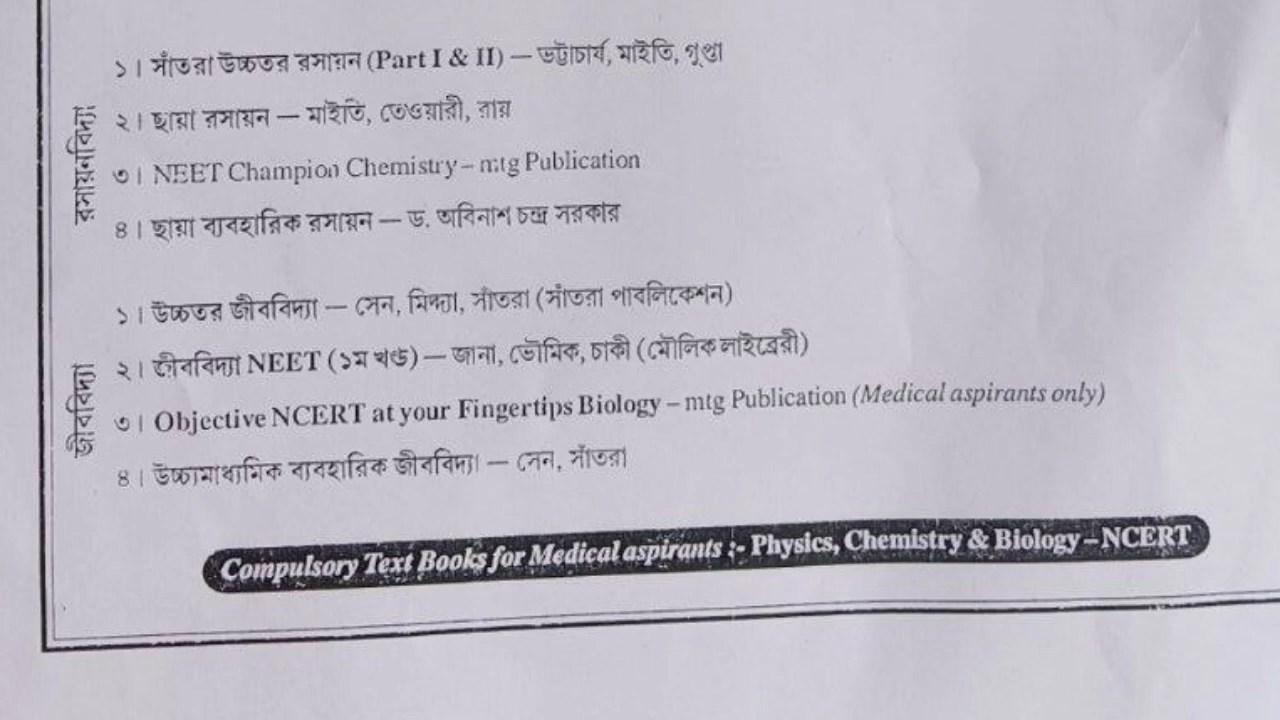 রসায়নবিদ্যা
১। সাঁতরা উচ্চতর রসায়ন (Part I & II) — ভট্টাচার্য, মাইতি, গুপ্তা
২। ছায়া রসায়ন — মাইতি, তেওয়ারী, রায়
৩। NEET Champion Chemistry – mtg Publication
৪। ছায়া ব্যবহারিক রসায়ন — ড. অবিনাশ চন্দ্র সরকার
জীববিদ্যা
১। উচ্চতর জীববিদ্যা — সেন, মিদ্যা, সাঁতরা (সাঁতরা পাবলিকেশন)
২। জীববিদ্যা NEET (১ম খণ্ড) — জানা, ভৌমিক, চাকী (মৌলিক লাইব্রেরী)
৩। Objective NCERT at your Fingertips Biology – mtg Publication (Medical aspirants only)
৪। উচ্চমাধ্যমিক ব্যবহারিক জীববিদ্যা — সেন, সাঁতরা
Compulsory Text Books for Medical aspirants :- Physics, Chemistry & Biology – NCERT